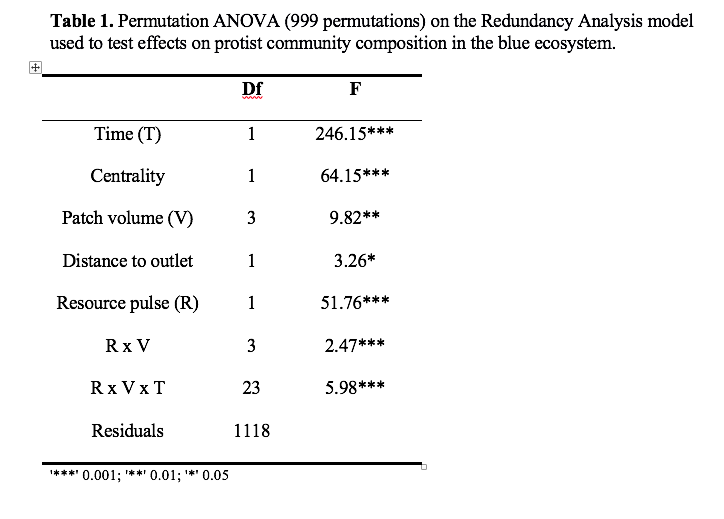 Table 1. Permutation ANOVA (999 permutations) on the Redundancy Analysis model
used to test effects on protist community composition in the blue ecosystem.
Df F
Time (T) 1 246.15***
Centrality 1 64.15***
Patch volume (V) 3 9.82**
Distance to outlet 1 3.26*
Resource pulse (R) 1 51.76***
R x V 3 2.47***
R x V x T 23 5.98***
Residuals 1118
'***' 0.001; '**' 0.01; '*' 0.05